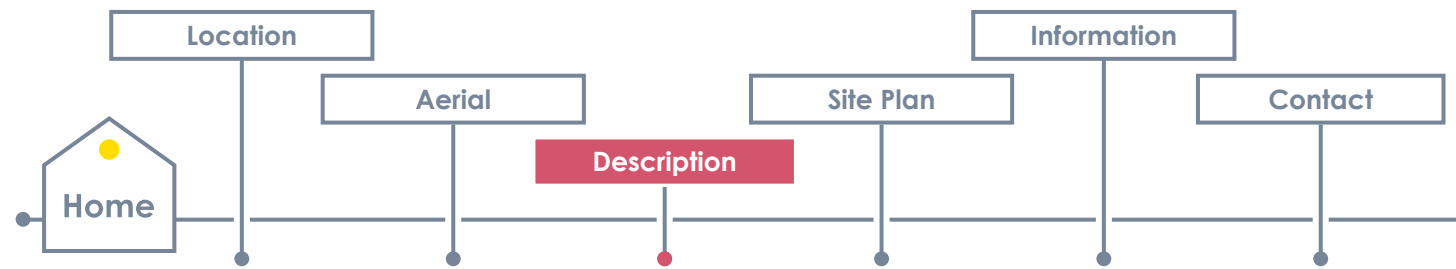 Location
Information
Aerial
Site Plan
Contact
Description
Home